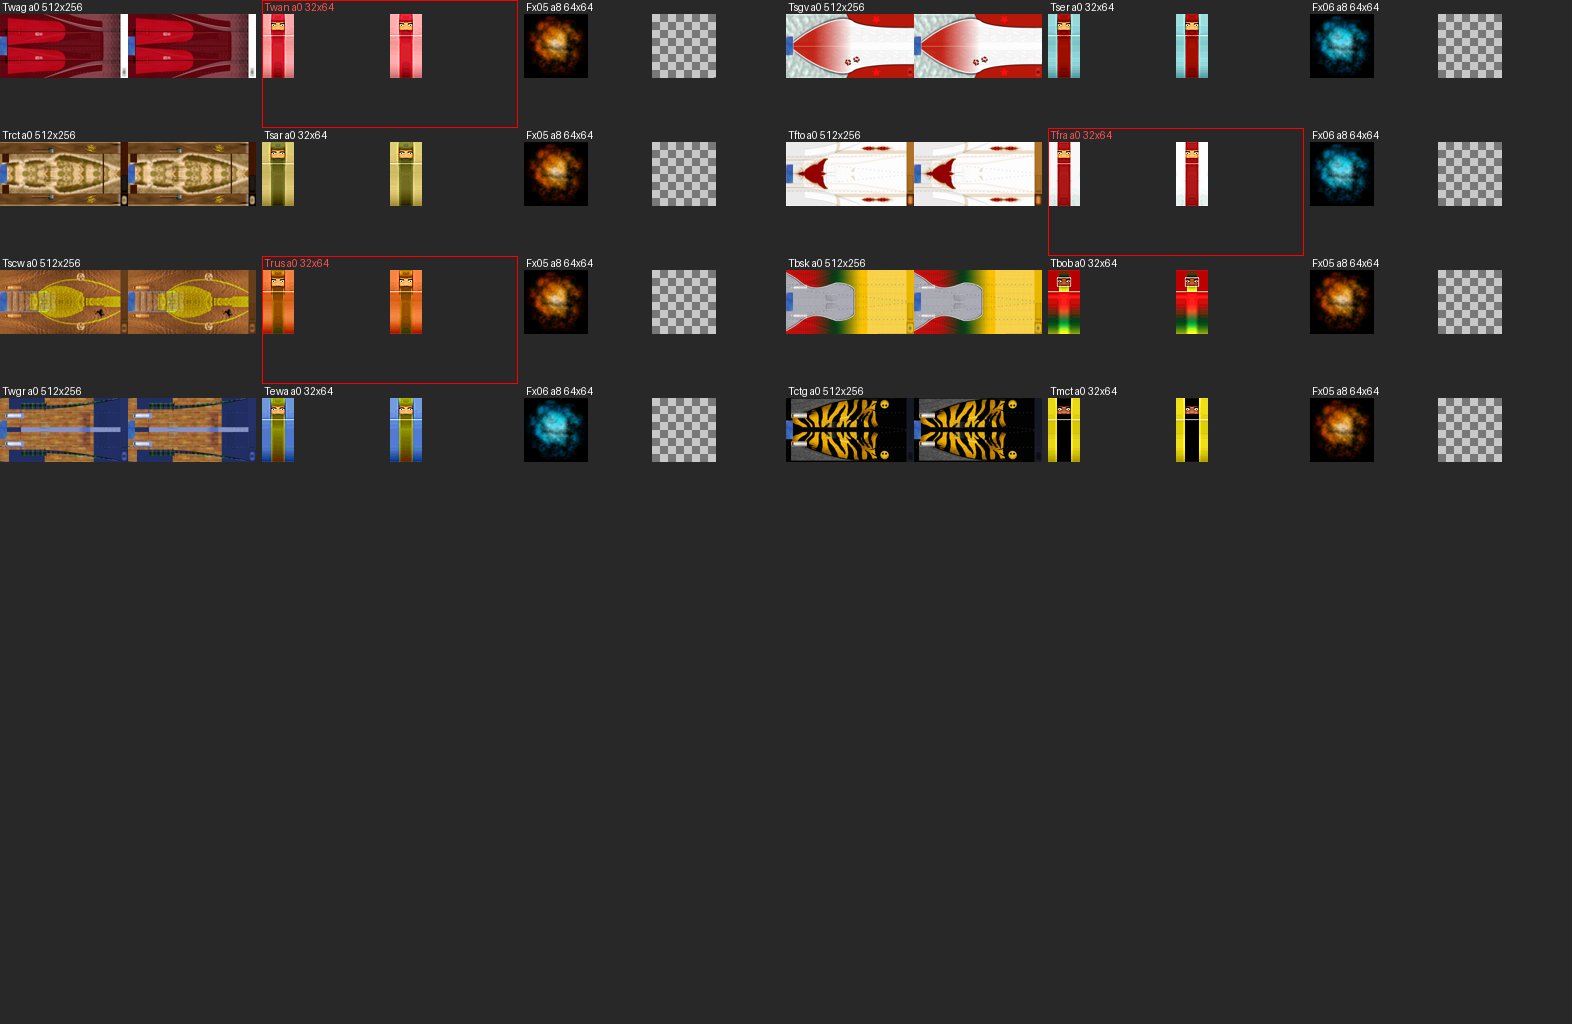 Twag a0 512x256 Twan a0 32x64 Fx05 a8 64x64 Tsgv a0 512x256 Tser a0 32x64 Fx06 a8 64x64
Trct a0 512x256 Tsar a0 32x64 Fx05 a8 64x64 Tfto a0 512x256 Tfra a0 32x64 Fx06 a8 64x64
Tscw a0 512x256 Trus a0 32x64 Fx05 a8 64x64 Tbsk a0 512x256 Tbob a0 32x64 Fx05 a8 64x64
Twgr a0 512x256 Tewa a0 32x64 Fx06 a8 64x64 Tctg a0 512x256 Tmct a0 32x64 Fx05 a8 64x64